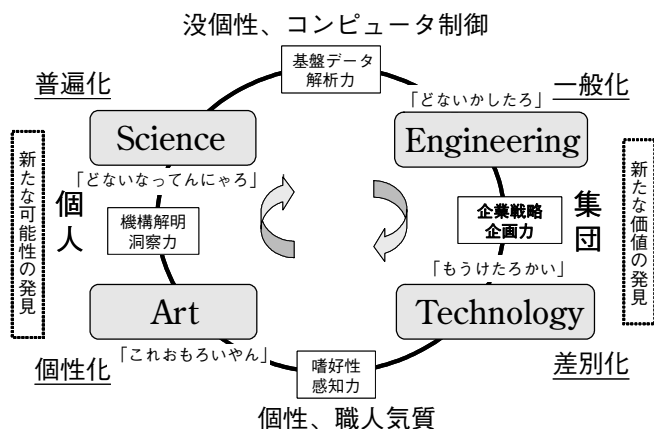 没個性、コンピュータ制御
基盤データ
解析力
普遍化
一般化
「どないかしたろ」
Science
Engineering
「どないなってんにゃろ」
新たな可能性の発見
個人
機構解明
洞察力
企業戦略
企画力
集団
新たな価値の発見
「もうけたろかい」
Art
Technology
「これおもろいやん」
個性化
嗜好性
感知力
差別化
個性、職人気質